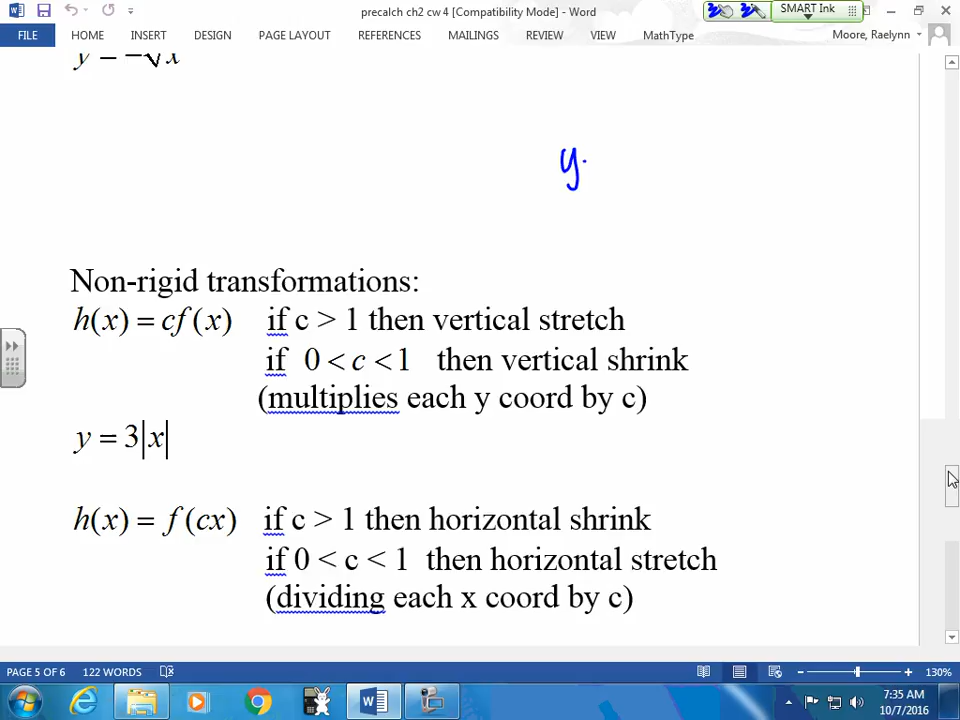 precalch ch2 cw 4 [Compatibility Mode] - Word
SMART Ink
FILE HOME INSERT DESIGN PAGE LAYOUT REFERENCES MAILINGS REVIEW VIEW MathType Moore, Raelynn
y = -√x
y
Non-rigid transformations:
h(x) = cf(x) if c > 1 then vertical stretch
if 0 < c < 1 then vertical shrink
(multipiles each y coord by c)
y = 3|x|
h(x) = f(cx) if c > 1 then horizontal shrink
if 0 < c < 1 then horizontal stretch
(dividing each x coord by c)
PAGE 5 OF 6 122 WORDS 130%
7:35 AM
10/7/2016